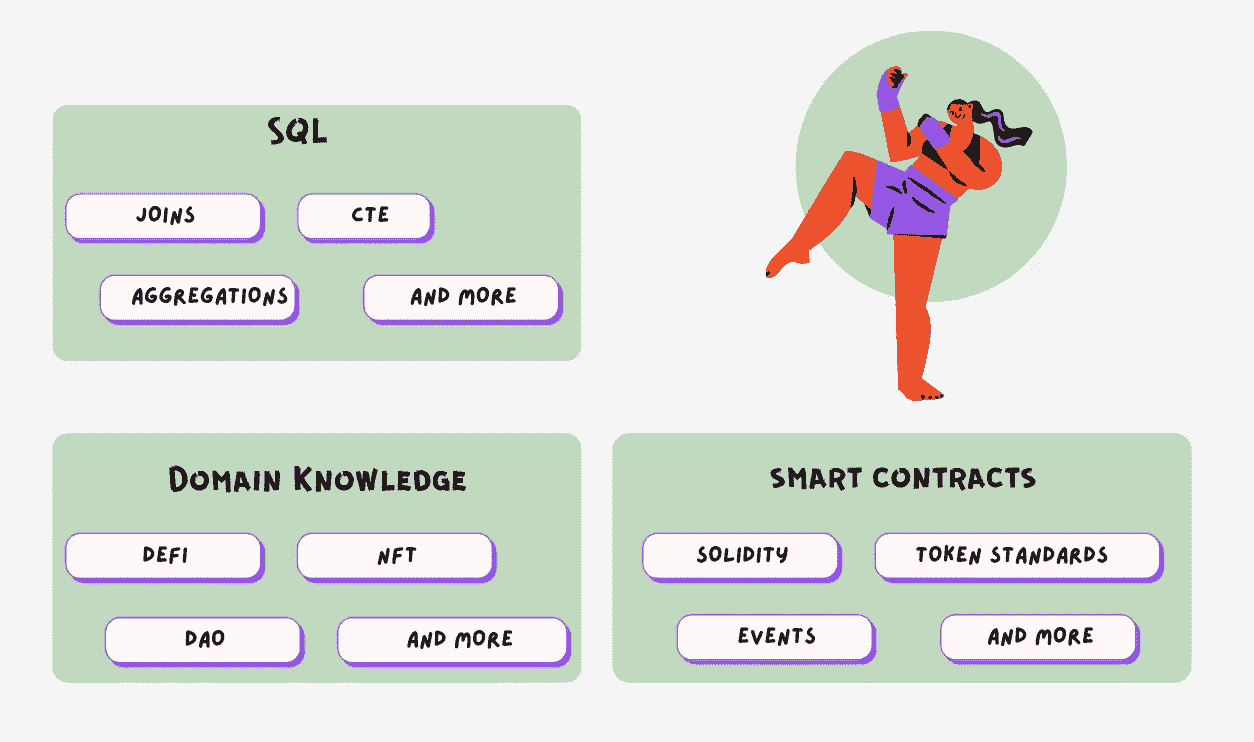 SQL
JOINS
CTE
AGGREGATIONS
AND MORE
DOMAIN KNOWLEDGE
DEFI
NFT
DAO
AND MORE
SMART CONTRACTS
SOLIDITY
TOKEN STANDARDS
EVENTS
AND MORE